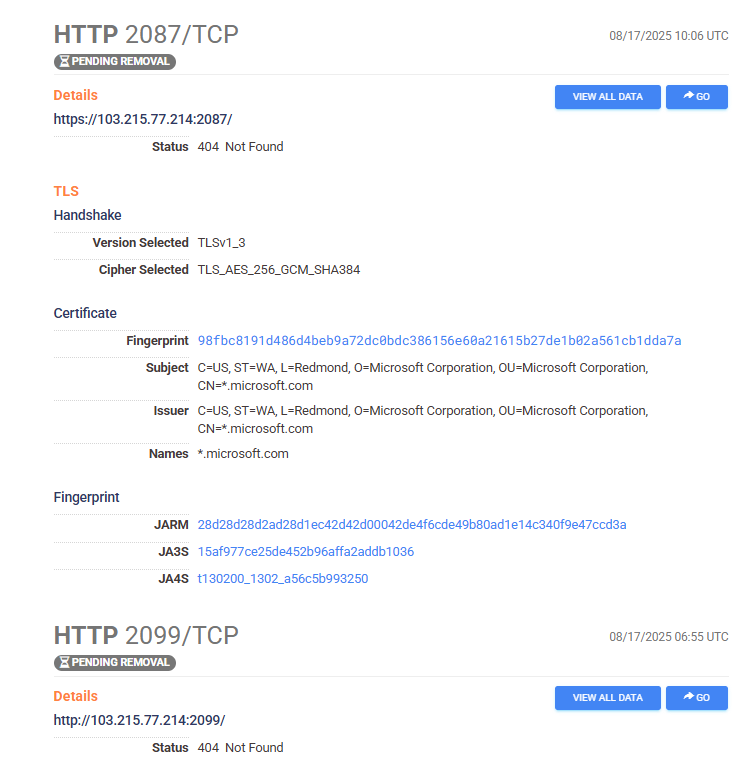 HTTP 2087/TCP
08/17/2025 10:06 UTC
PENDING REMOVAL
Details
VIEW ALL DATA
GO
https://103.215.77.214:2087/
Status 404 Not Found
TLS
Handshake
Version Selected TLSv1_3
Cipher Selected TLS_AES_256_GCM_SHA384
Certificate
Fingerprint 98fbc8191d486d4beb9a72dc0bdc386156e60a21615b27de1b02a561cb1dda7a
Subject C=US, ST=WA, L=Redmond, O=Microsoft Corporation, OU=Microsoft Corporation,
CN=*.microsoft.com
Issuer C=US, ST=WA, L=Redmond, O=Microsoft Corporation, OU=Microsoft Corporation,
CN=*.microsoft.com
Names *.microsoft.com
Fingerprint
JARM 28d28d28d2ad28d1ec42d42d00042de4f6cde49b80ad1e14c340f9e47ccd3a
JA3S 15af977ce25de452b96affa2addb1036
JA4S t130200_1302_a56c5b993250
HTTP 2099/TCP
08/17/2025 06:55 UTC
PENDING REMOVAL
Details
VIEW ALL DATA
GO
http://103.215.77.214:2099/
Status 404 Not Found